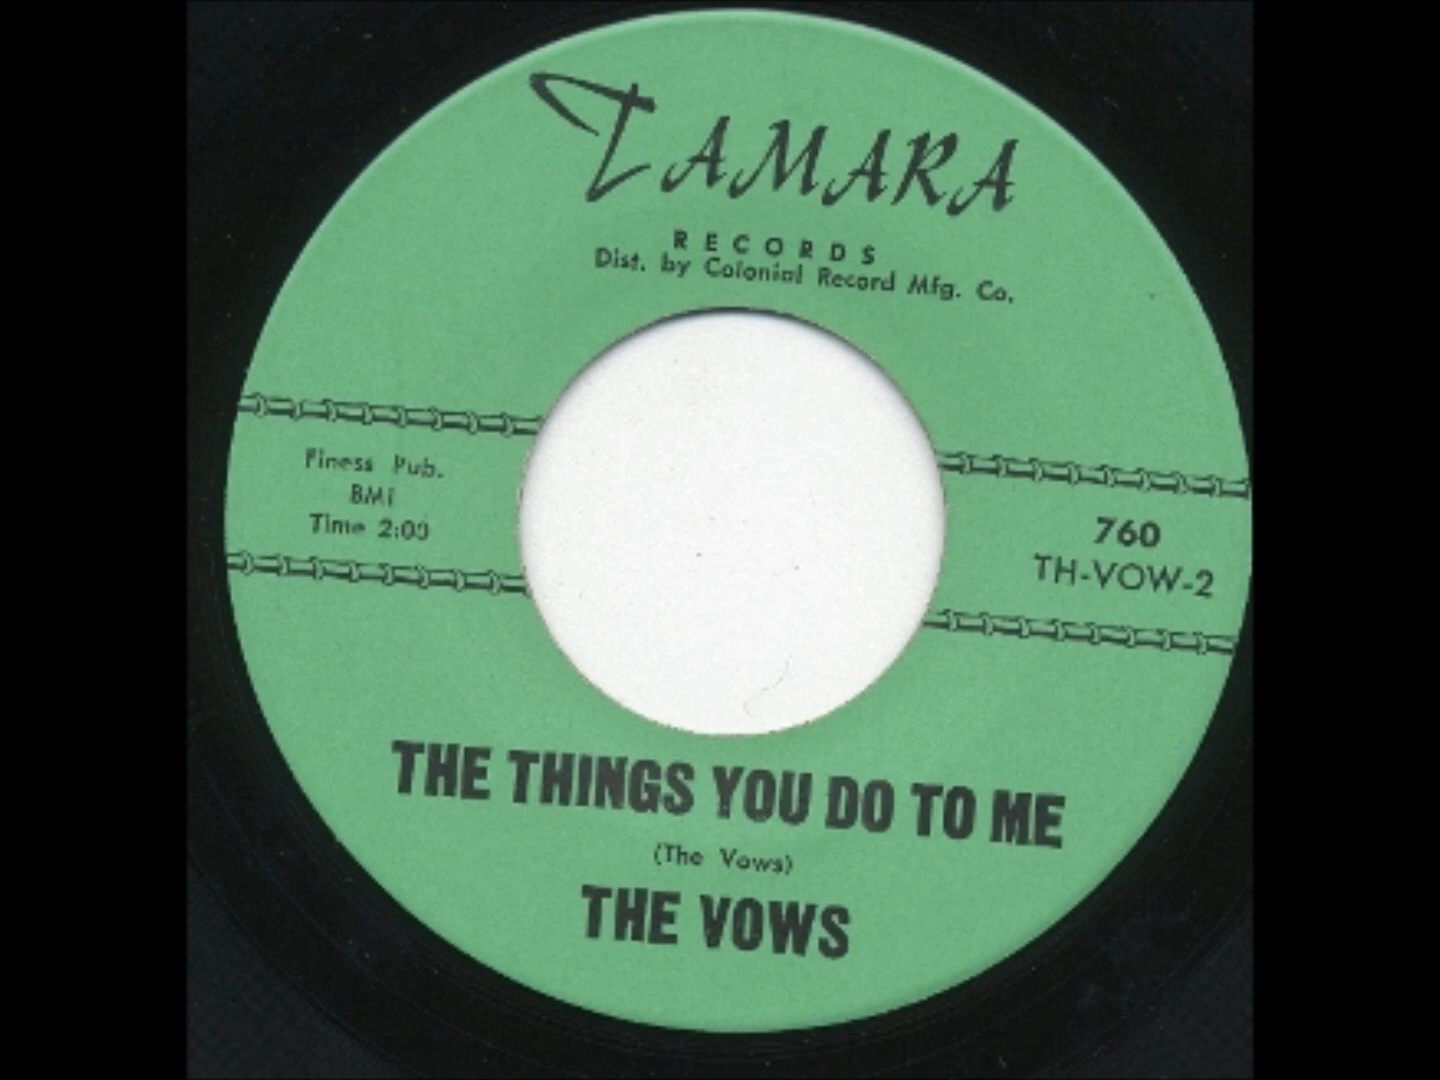 TAMARA
RECORDS
Dist. by Colonial Record Mfg. Co.
Finess Pub.
BMI
Time 2:00
760
TH-VOW-2
THE THINGS YOU DO TO ME
(The Vows)
THE VOWS